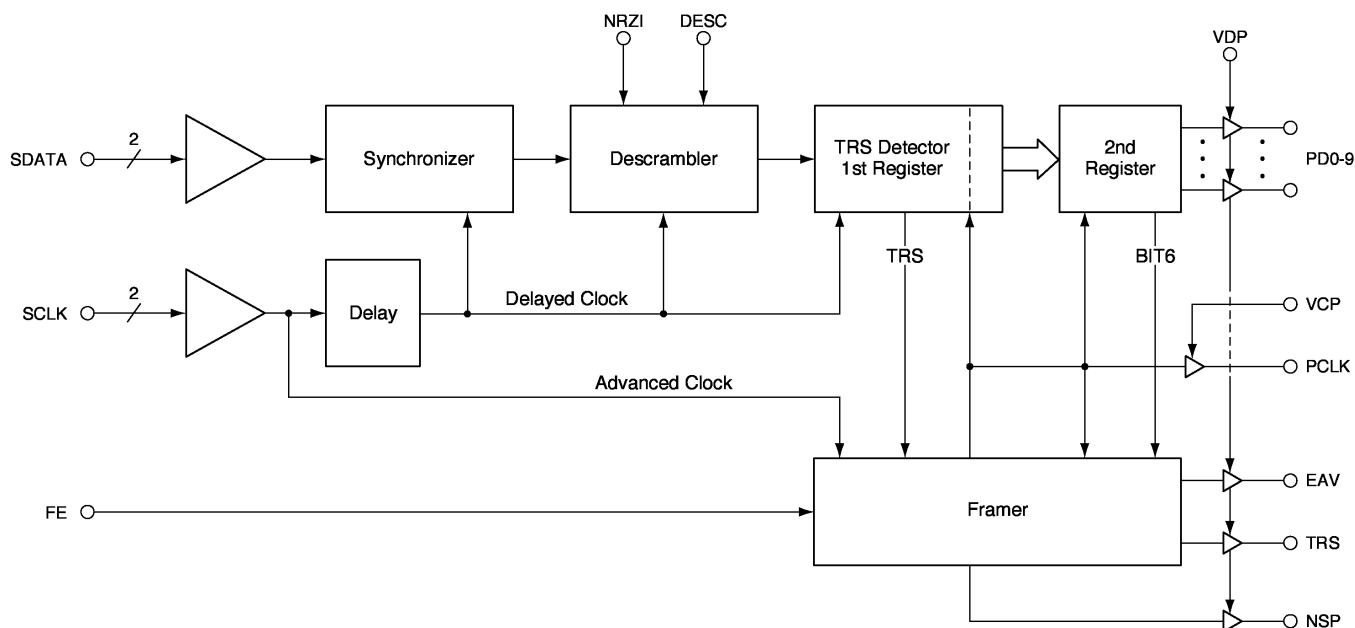 NRZI
DESC
VDP
SDATA
2
Synchronizer
Descrambler
TRS Detector
1st Register
2nd
Register
PD0-9
TRS
BIT6
SCLK
2
Delay
Delayed Clock
VCP
PCLK
Advanced Clock
FE
Framer
EAV
TRS
NSP